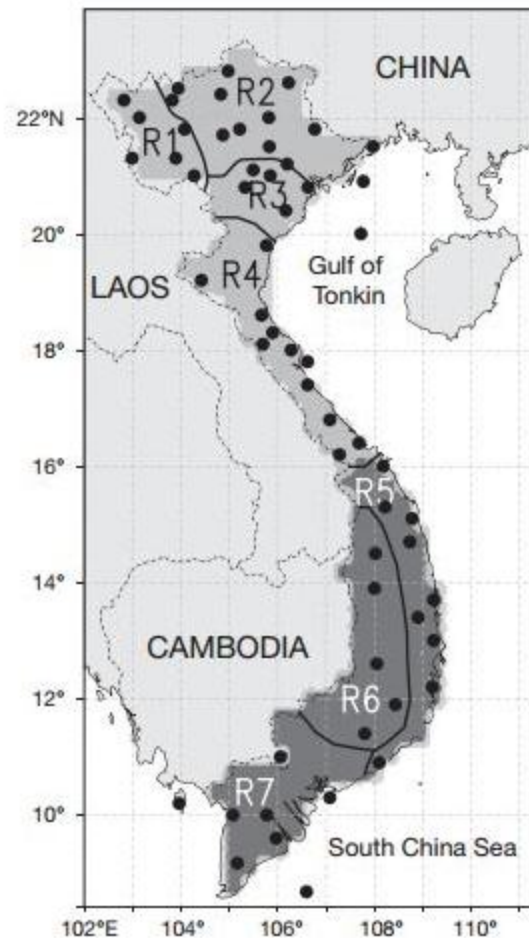 CHINA
R2
22°N
R1
R3
20°
R4
Gulf of
Tonkin
LAOS
18°
16°
R5
14°
CAMBODIA
12°
R6
R7
10°
South China Sea
102°E
104°
106°
108°
110°